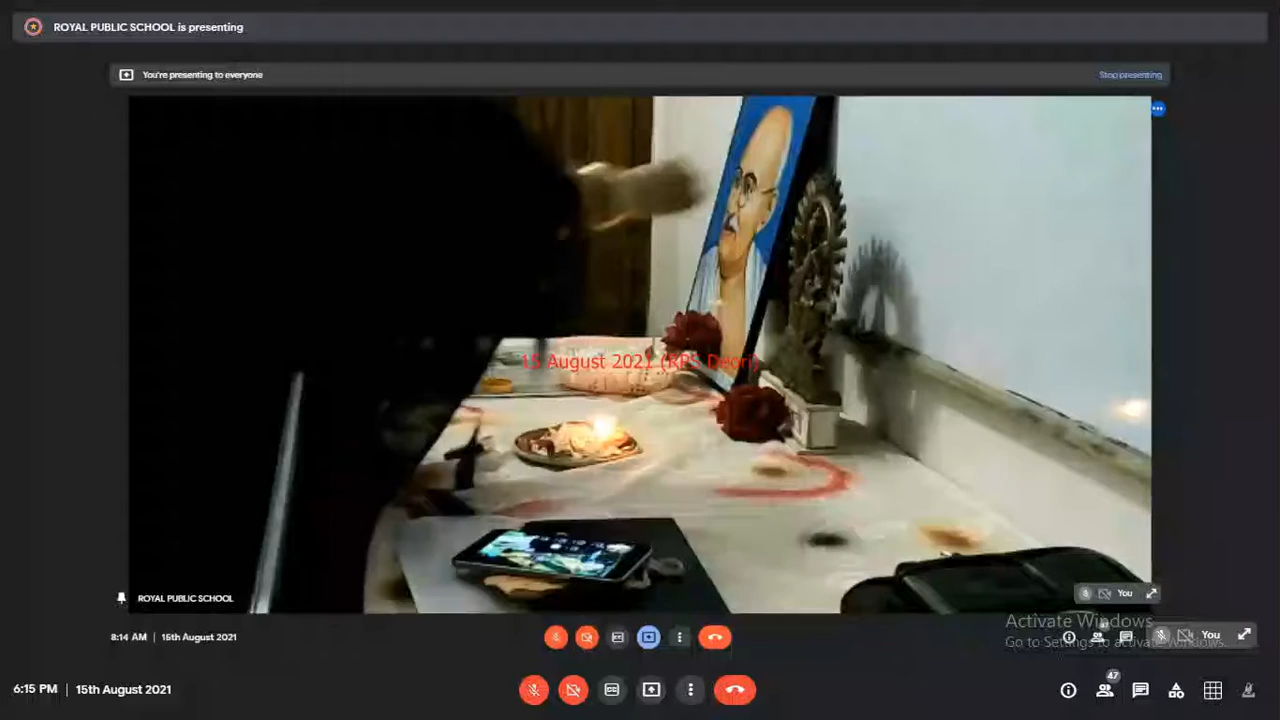 ROYAL PUBLIC SCHOOL is presenting
You're presenting to everyone
Stop presenting
15 August 2021 (RPS Deori)
ROYAL PUBLIC SCHOOL
You
8:14 AM | 15th August 2021
Activate Windows
Go to Settings to activate Windows.
You
6:15 PM | 15th August 2021
47